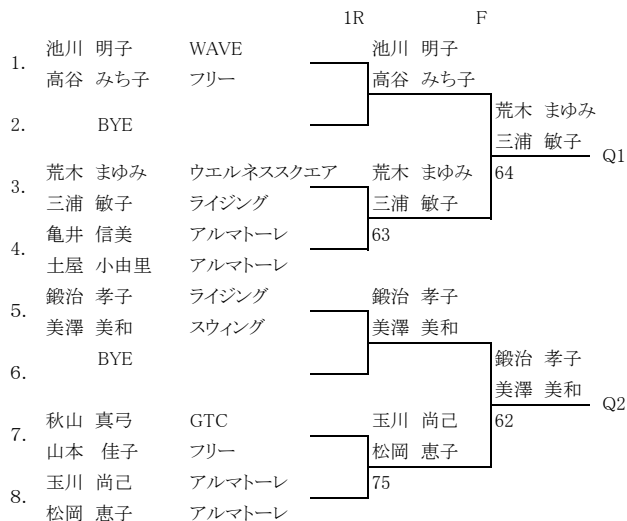 1R F
池川 明子 WAVE 池川 明子
1.
高谷 みち子 フリー 高谷 みち子
荒木 まゆみ
2. BYE
三浦 敏子 Q1
荒木 まゆみ ウエルネススクエア 荒木 まゆみ 64
3.
三浦 敏子 ライジング 三浦 敏子
亀井 信美 アルマトーレ 63
4.
土屋 小由里 アルマトーレ
鍛治 孝子 ライジング 鍛治 孝子
5.
美澤 美和 スウィング 美澤 美和
BYE 鍛治 孝子
6.
美澤 美和 Q2
秋山 真弓 GTC 玉川 尚己 62
7.
山本 佳子 フリー 松岡 恵子
玉川 尚己 アルマトーレ 75
8.
松岡 恵子 アルマトーレ